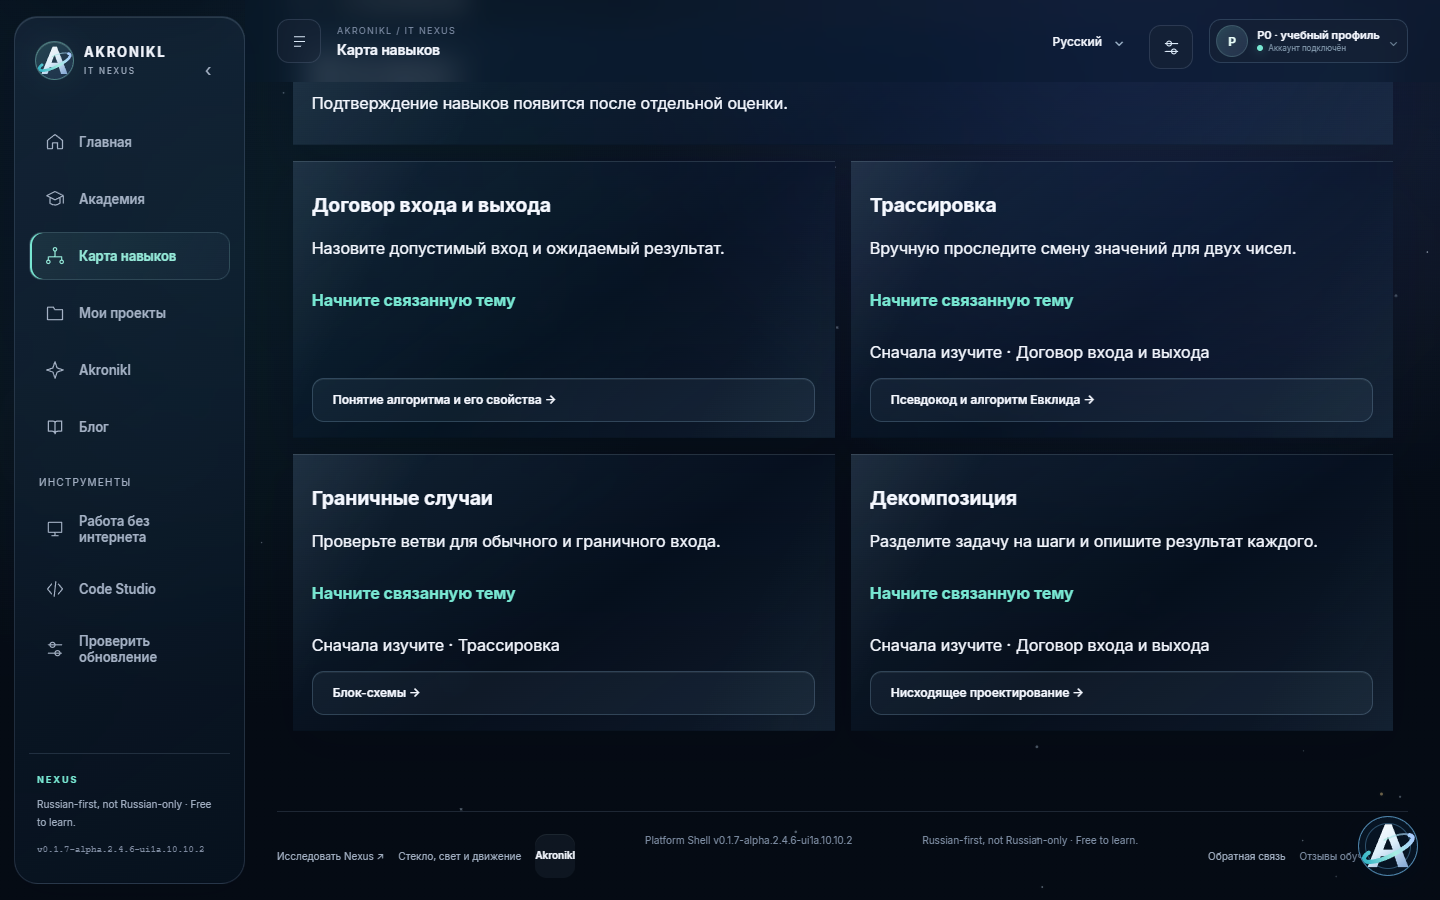 AKRONIKL
IT NEXUS
Главная
Академия
Карта навыков
Мои проекты
Akronikl
Блог
ИНСТРУМЕНТЫ
Работа без
интернета
Code Studio
Проверить
обновление
NEXUS
Russian-first, not Russian-only · Free
to learn.
v0.1.7-alpha.2.4.6-ui1a.10.10.2
AKRONIKL / IT NEXUS
Карта навыков
Русский
P
P0 · учебный профиль
Аккаунт подключён
Подтверждение навыков появится после отдельной оценки.
Договор входа и выхода
Назовите допустимый вход и ожидаемый результат.
Начните связанную тему
Понятие алгоритма и его свойства →
Трассировка
Вручную проследите смену значений для двух чисел.
Начните связанную тему
Сначала изучите · Договор входа и выхода
Псевдокод и алгоритм Евклида →
Граничные случаи
Проверьте ветви для обычного и граничного входа.
Начните связанную тему
Сначала изучите · Трассировка
Блок-схемы →
Декомпозиция
Разделите задачу на шаги и опишите результат каждого.
Начните связанную тему
Сначала изучите · Договор входа и выхода
Нисходящее проектирование →
Исследовать Nexus ↗
Стекло, свет и движение
Akronikl
Platform Shell v0.1.7-alpha.2.4.6-ui1a.10.10.2
Russian-first, not Russian-only · Free to learn.
Обратная связь
Отзывы обу